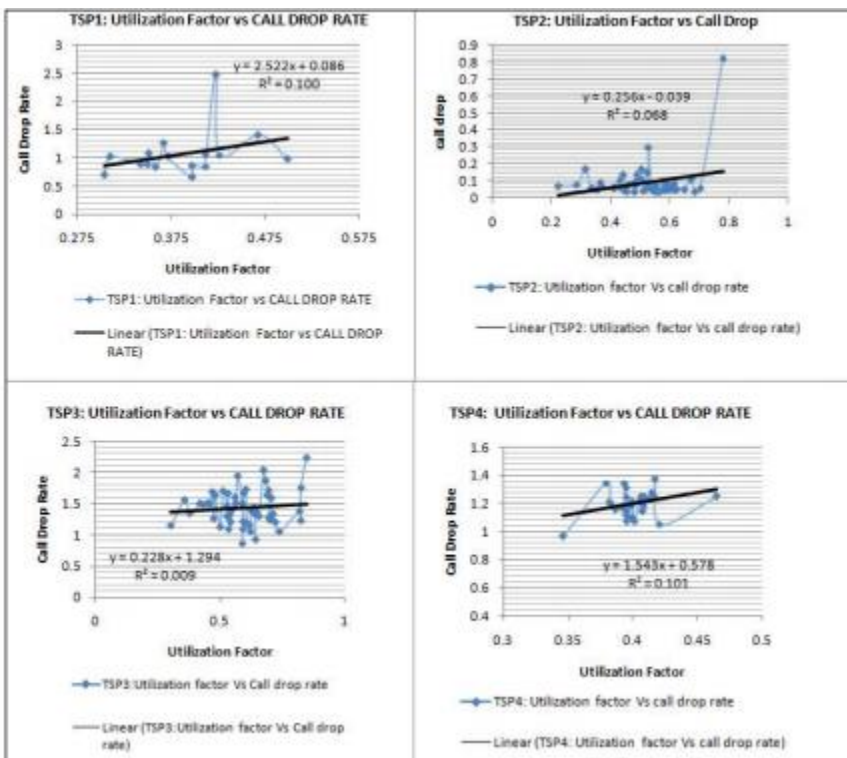 TSP1: Utilization Factor vs CALL DROP RATE
3
2.5
2
1.5
1
0.5
0
Call Drop Rate
y = 2.522x + 0.086
R² = 0.100
0.275 0.375 0.475 0.575
Utilization Factor
TSP1: Utilization Factor vs CALL DROP RATE
Linear (TSP1: Utilization Factor vs CALL DROP
RATE)
TSP2: Utilization Factor vs Call Drop
0.9
0.8
0.7
0.6
0.5
0.4
0.3
0.2
0.1
0
call drop
y = 0.256x - 0.039
R² = 0.068
0 0.2 0.4 0.6 0.8 1
Utilization Factor
TSP2: Utilization factor Vs call drop rate
Linear (TSP2: Utilization factor Vs call drop rate)
TSP3: Utilization Factor vs CALL DROP RATE
2.5
2
1.5
1
0.5
0
Call Drop Rate
y = 0.228x + 1.294
R² = 0.009
0 0.5 1
Utilization Factor
TSP3:Utilization factor Vs Call drop rate
Linear (TSP3:Utilization factor Vs Call drop
rate)
TSP4: Utilization Factor vs CALL DROP RATE
1.6
1.4
1.2
1
0.8
0.6
0.4
Call Drop Rate
y = 1.543x + 0.578
R² = 0.101
0.3 0.35 0.4 0.45 0.5
Utilization Factor
TSP4: Utilization factor Vs call drop rate
Linear (TSP4: Utilization factor Vs call drop rate)